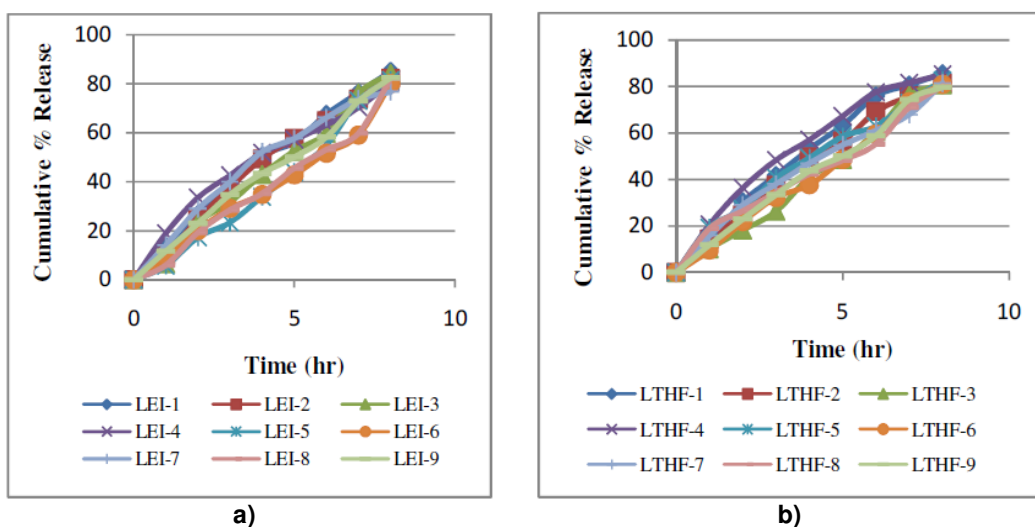 100
80
60
40
20
0
0 5 10
Cumulative % Release
Time (hr)
LEI-1 LEI-2 LEI-3
LEI-4 LEI-5 LEI-6
LEI-7 LEI-8 LEI-9
a)
100
80
60
40
20
0
0 5 10
Cumulative % Release
Time (hr)
LTHF-1 LTHF-2 LTHF-3
LTHF-4 LTHF-5 LTHF-6
LTHF-7 LTHF-8 LTHF-9
b)